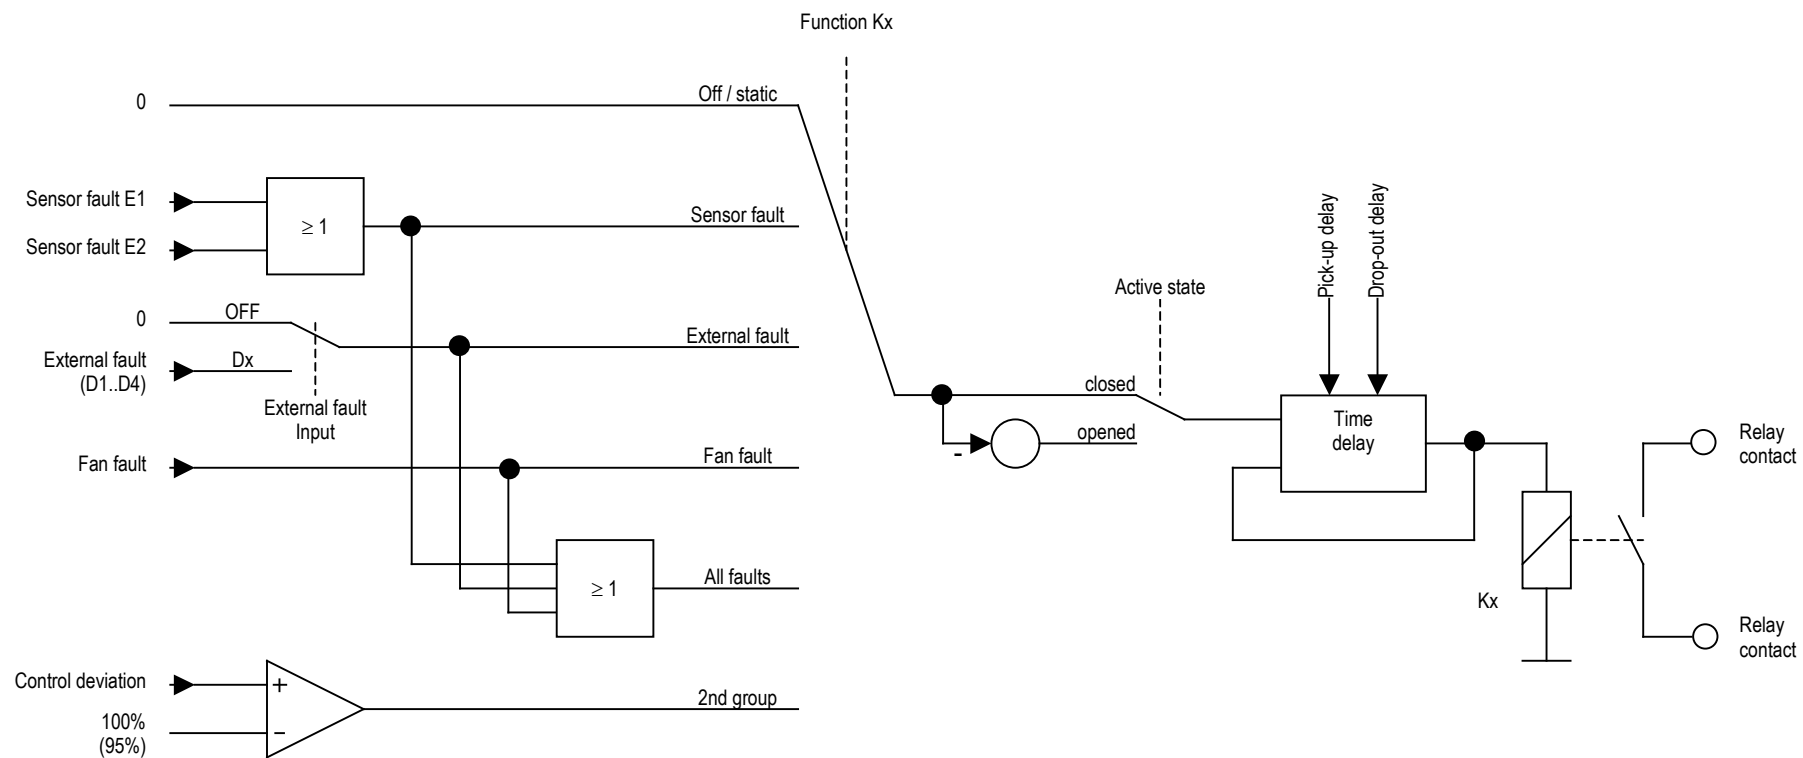 Function Kx
0
Off / static
Sensor fault E1
Sensor fault E2
≥ 1
Sensor fault
0
OFF
External fault
(D1..D4)
Dx
External fault
Input
External fault
Fan fault
Fan fault
≥ 1
All faults
Control deviation
100%
(95%)
+
−
2nd group
Active state
closed
opened
-
Pick-up delay
Drop-out delay
Time
delay
Kx
Relay
contact
Relay
contact